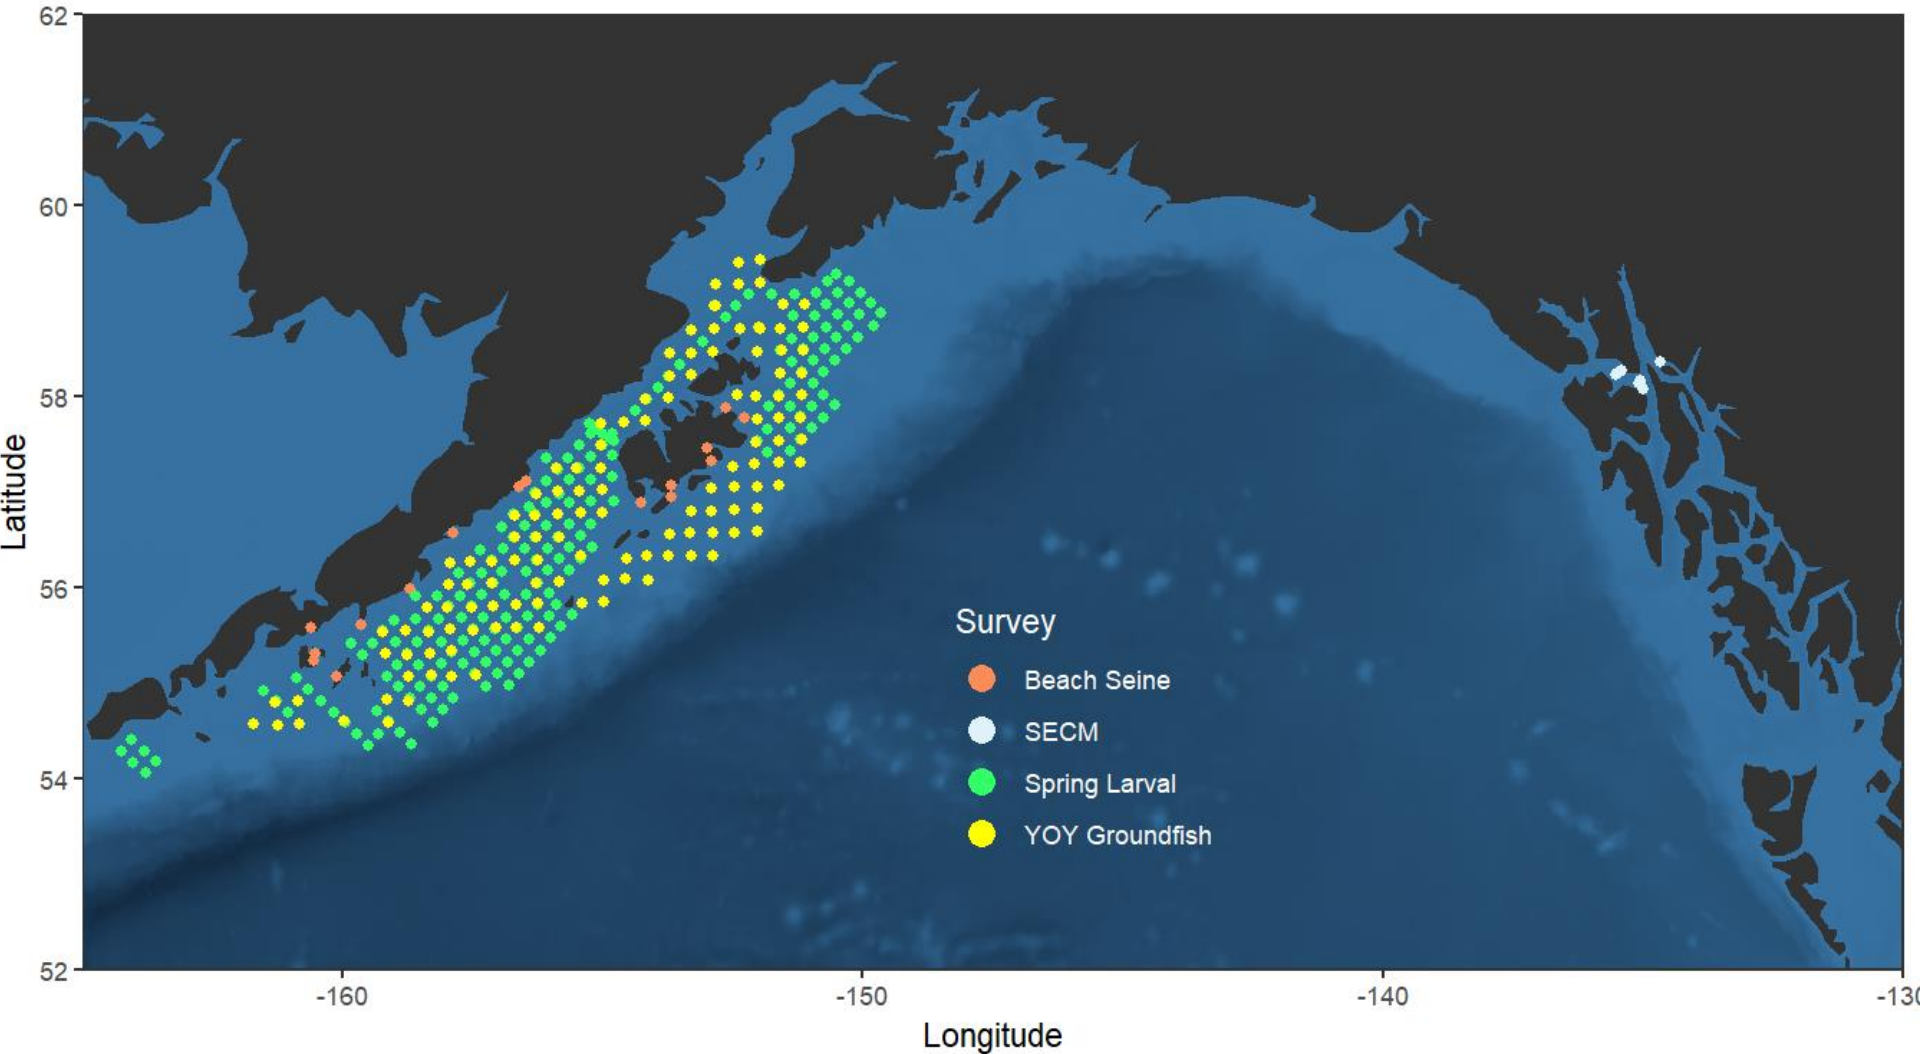 62
60
58
56
54
52
Latitude
Survey
Beach Seine
SECM
Spring Larval
YOY Groundfish
-160
-150
-140
-130
Longitude